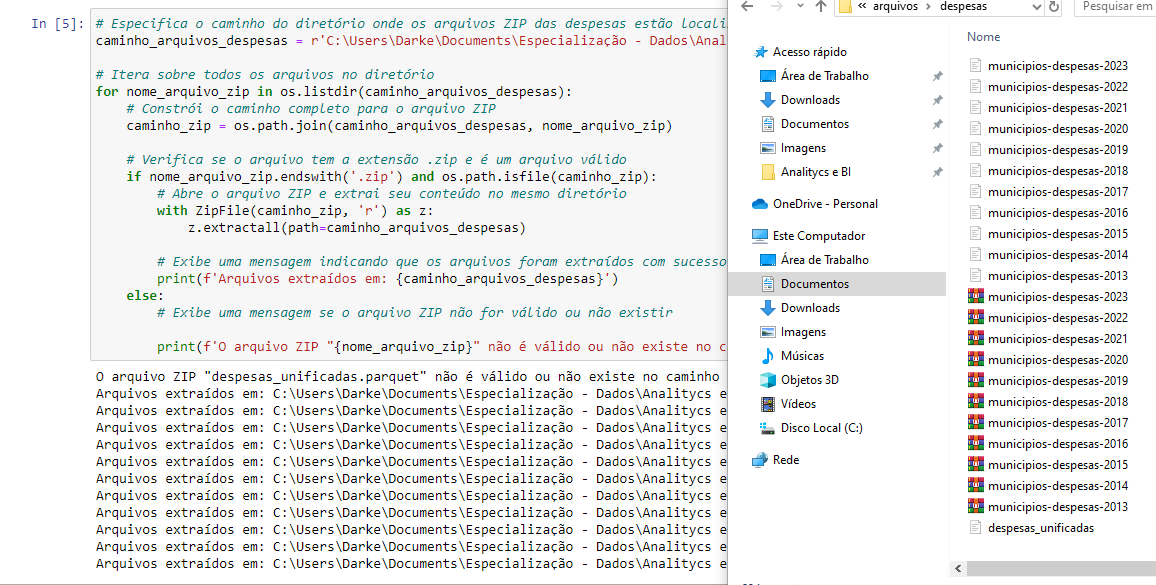 In [5]:
# Especifica o caminho do diretório onde os arquivos ZIP das despesas estão
caminho_arquivos_despesas = r'C:\Users\Darke\Documents\Especialização - Dados\
# Itera sobre todos os arquivos no diretório
for nome_arquivo_zip in os.listdir(caminho_arquivos_despesas):
# Constrói o caminho completo para o arquivo ZIP
caminho_zip = os.path.join(caminho_arquivos_despesas, nome_arquivo_zip)
# Verifica se o arquivo tem a extensão .zip e é um arquivo válido
if nome_arquivo_zip.endswith('.zip') and os.path.isfile(caminho_zip):
# Abre o arquivo ZIP e extrai seu conteúdo no mesmo diretório
with ZipFile(caminho_zip, 'r') as z:
z.extractall(path=caminho_arquivos_despesas)
# Exibe uma mensagem indicando que os arquivos foram extraídos com sucesso
print(f'Arquivos extraídos em: {caminho_arquivos_despesas}')
else:
# Exibe uma mensagem se o arquivo ZIP não for válido ou não existir
print(f'O arquivo ZIP "{nome_arquivo_zip}" não é válido ou não existe no c
O arquivo ZIP "despesas_unificadas.parquet" não é válido ou não existe no caminho
Arquivos extraídos em: C:\Users\Darke\Documents\Especialização - Dados\Analitycs e
Arquivos extraídos em: C:\Users\Darke\Documents\Especialização - Dados\Analitycs e
Arquivos extraídos em: C:\Users\Darke\Documents\Especialização - Dados\Analitycs e
Arquivos extraídos em: C:\Users\Darke\Documents\Especialização - Dados\Analitycs e
Arquivos extraídos em: C:\Users\Darke\Documents\Especialização - Dados\Analitycs e
Arquivos extraídos em: C:\Users\Darke\Documents\Especialização - Dados\Analitycs e
Arquivos extraídos em: C:\Users\Darke\Documents\Especialização - Dados\Analitycs e
Arquivos extraídos em: C:\Users\Darke\Documents\Especialização - Dados\Analitycs e
Arquivos extraídos em: C:\Users\Darke\Documents\Especialização - Dados\Analitycs e
Arquivos extraídos em: C:\Users\Darke\Documents\Especialização - Dados\Analitycs e
Arquivos extraídos em: C:\Users\Darke\Documents\Especialização - Dados\Analitycs e
« arquivos › despesas
Pesquisar em
Acesso rápido
Área de Trabalho
Downloads
Documentos
Imagens
Analitycs e BI
OneDrive - Personal
Este Computador
Área de Trabalho
Documentos
Downloads
Imagens
Músicas
Objetos 3D
Vídeos
Disco Local (C:)
Rede
Nome
municipios-despesas-2023
municipios-despesas-2022
municipios-despesas-2021
municipios-despesas-2020
municipios-despesas-2019
municipios-despesas-2018
municipios-despesas-2017
municipios-despesas-2016
municipios-despesas-2015
municipios-despesas-2014
municipios-despesas-2013
municipios-despesas-2023
municipios-despesas-2022
municipios-despesas-2021
municipios-despesas-2020
municipios-despesas-2019
municipios-despesas-2018
municipios-despesas-2017
municipios-despesas-2016
municipios-despesas-2015
municipios-despesas-2014
municipios-despesas-2013
despesas_unificadas